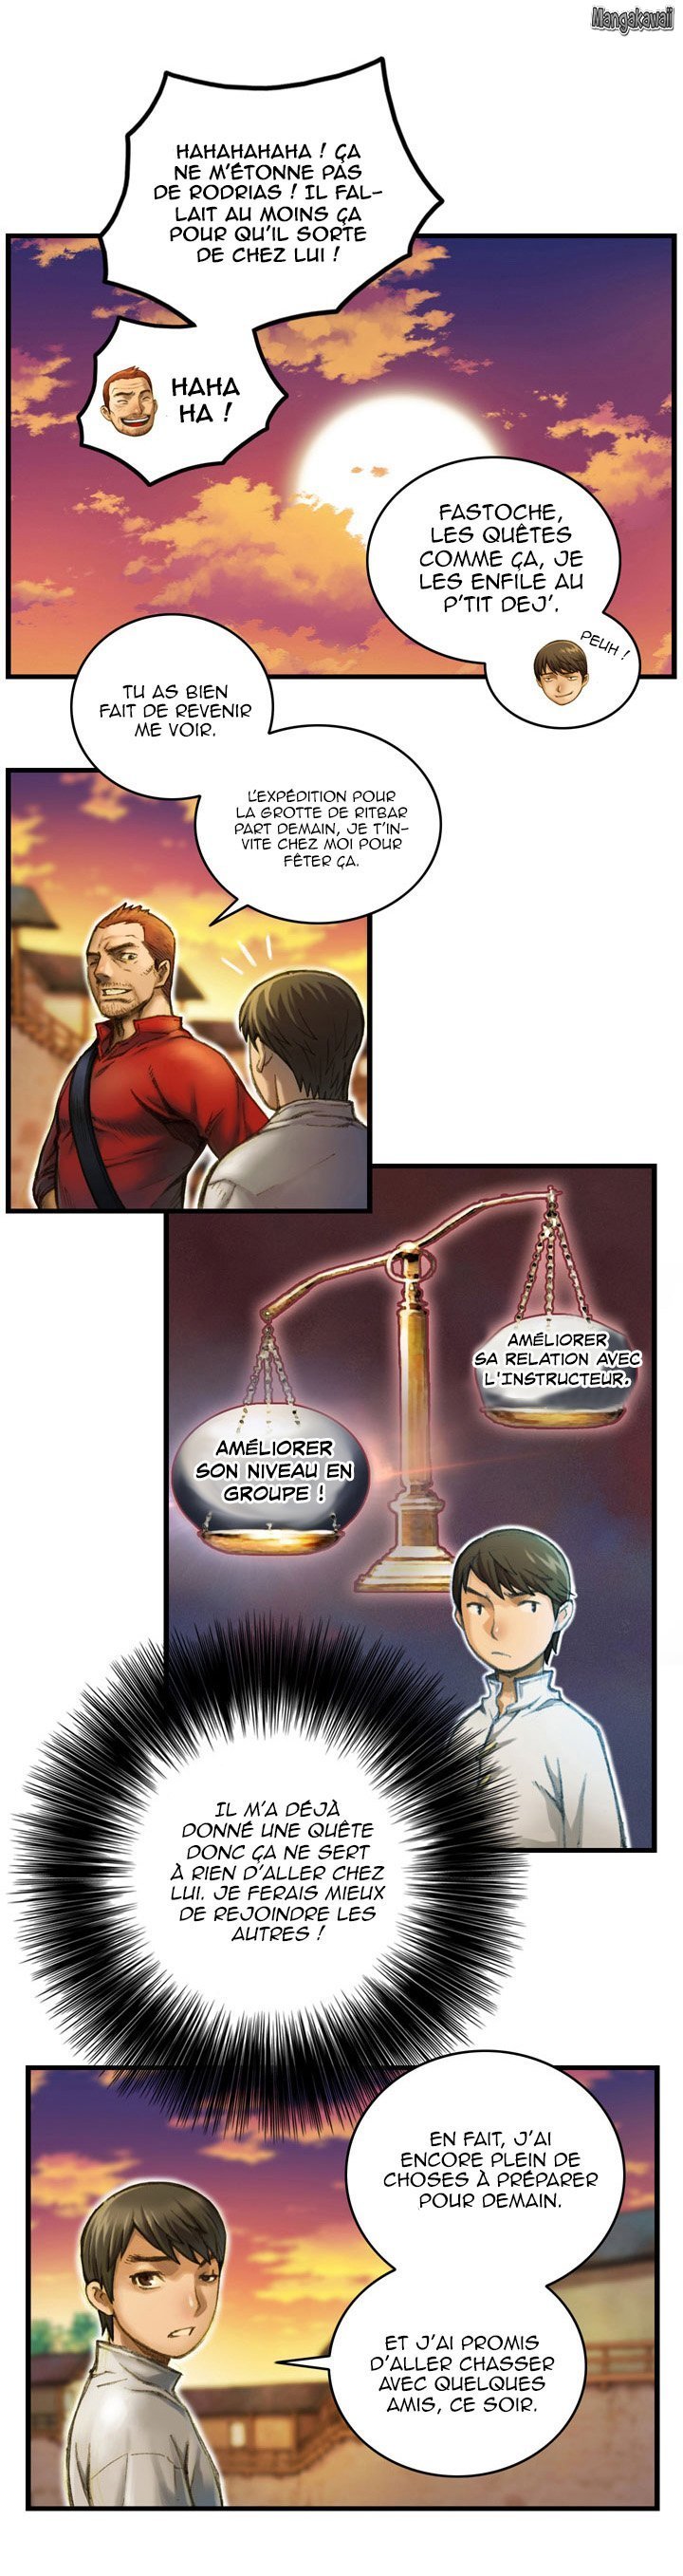 Mangakawaii
HAHAHAHAHA ! ÇA
NE M'ÉTONNE PAS
DE RODRIAS ! IL FAL-
LAIT AU MOINS ÇA
POUR QU'IL SORTE
DE CHEZ LUI !
HAHA
HA !
FASTOCHE,
LES QUÊTES
COMME ÇA, JE
LES ENFILE AU
P'TIT DEJ'.
PEUH !
TU AS BIEN
FAIT DE REVENIR
ME VOIR.
L'EXPÉDITION POUR
LA GROTTE DE RITBAR
PART DEMAIN, JE T'IN-
VITE CHEZ MOI POUR
FÊTER ÇA.
AMÉLIORER
SA RELATION AVEC
L'INSTRUCTEUR.
AMÉLIORER
SON NIVEAU EN
GROUPE !
IL M'A DÉJÀ
DONNÉ UNE QUÊTE
DONC ÇA NE SERT
À RIEN D'ALLER CHEZ
LUI. JE FERAIS MIEUX
DE REJOINDRE LES
AUTRES !
EN FAIT, J'AI
ENCORE PLEIN DE
CHOSES À PRÉPARER
POUR DEMAIN.
ET J'AI PROMIS
D'ALLER CHASSER
AVEC QUELQUES
AMIS, CE SOIR.